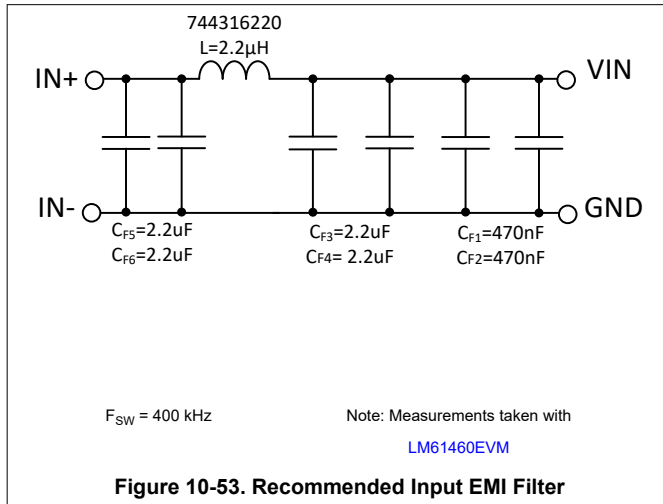 744316220
L=2.2µH
IN+
VIN
IN-
GND
CF5=2.2uF
CF6=2.2uF
CF3=2.2uF
CF4= 2.2uF
CF1=470nF
CF2=470nF
FSW = 400 kHz
Note: Measurements taken with
LM61460EVM
Figure 10-53. Recommended Input EMI Filter